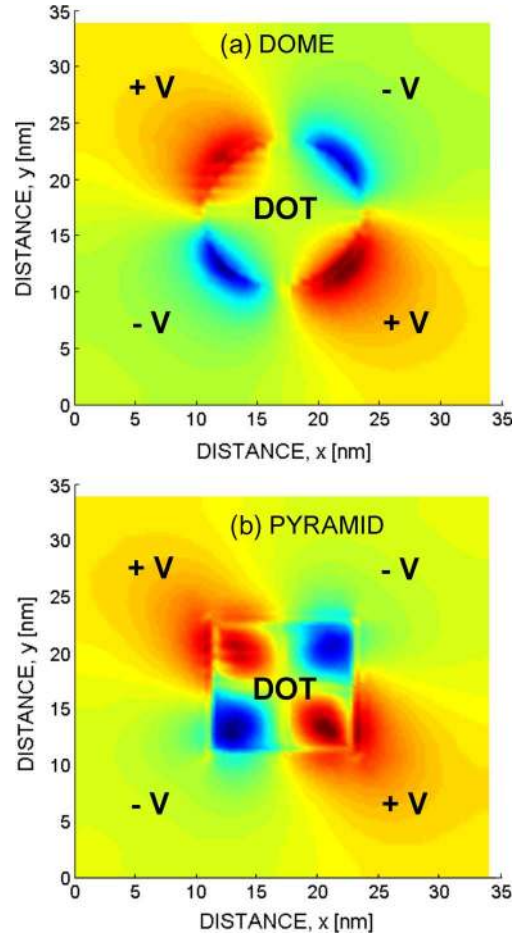 35
30
25
20
15
10
5
0
DISTANCE, y [nm]
(a) DOME
+ V
- V
DOT
- V
+ V
0 5 10 15 20 25 30 35
DISTANCE, x [nm]
35
30
25
20
15
10
5
0
DISTANCE, y [nm]
(b) PYRAMID
+ V
- V
DOT
- V
+ V
0 5 10 15 20 25 30 35
DISTANCE, x [nm]